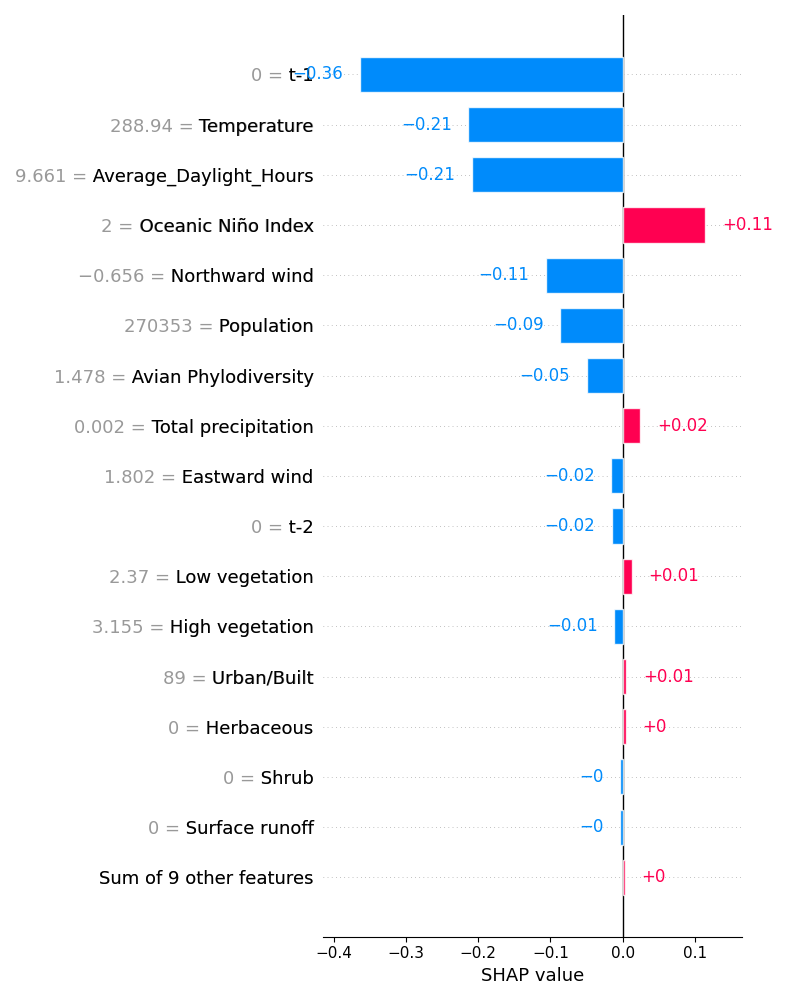 0 = t-1 −0.36
288.94 = Temperature −0.21
9.661 = Average_Daylight_Hours −0.21
2 = Oceanic Niño Index +0.11
−0.656 = Northward wind −0.11
270353 = Population −0.09
1.478 = Avian Phylodiversity −0.05
0.002 = Total precipitation +0.02
1.802 = Eastward wind −0.02
0 = t-2 −0.02
2.37 = Low vegetation +0.01
3.155 = High vegetation −0.01
89 = Urban/Built +0.01
0 = Herbaceous +0
0 = Shrub −0
0 = Surface runoff −0
Sum of 9 other features +0
−0.4 −0.3 −0.2 −0.1 0.0 0.1
SHAP value